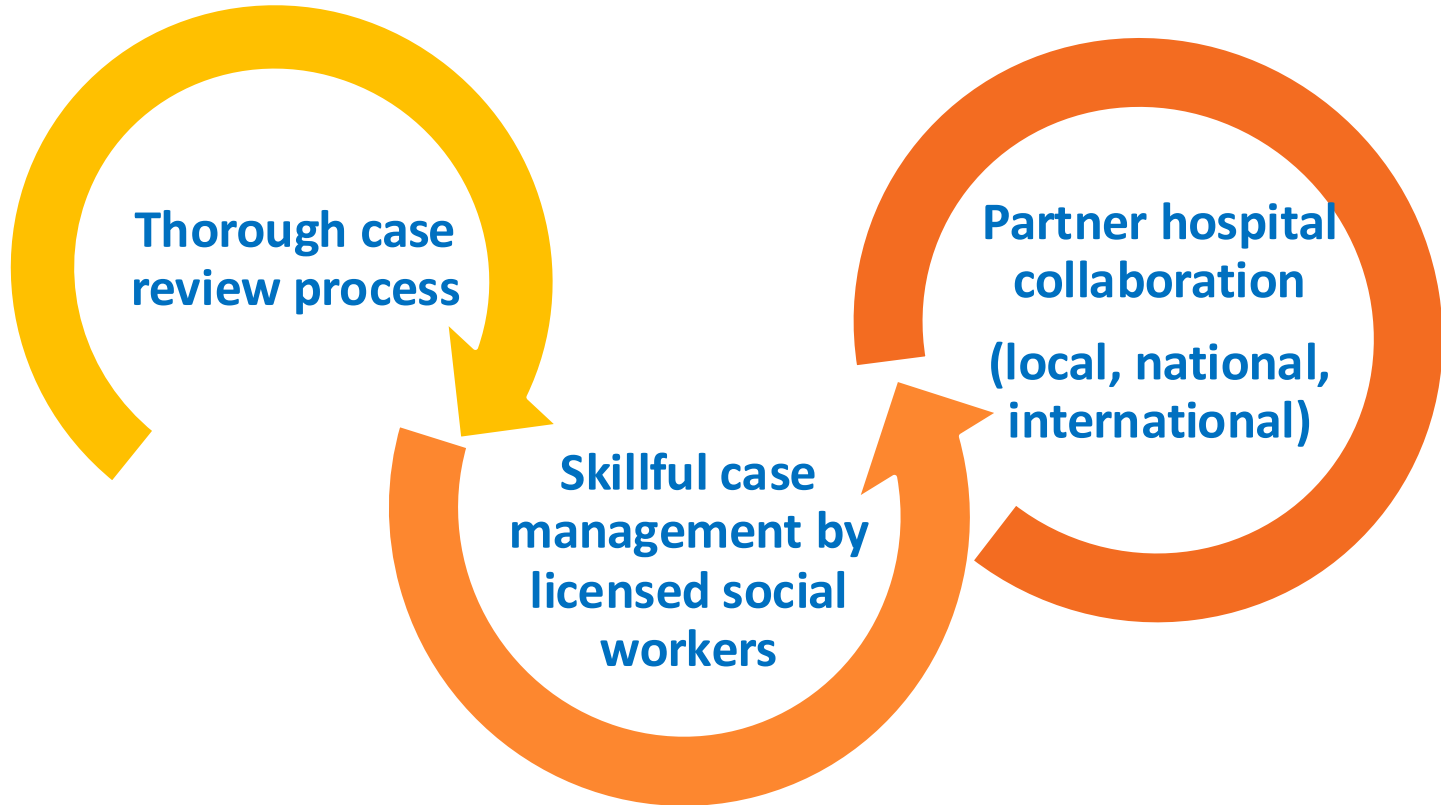 Thorough case
review process
Skillful case
management by
licensed social
workers
Partner hospital
collaboration
(local, national,
international)